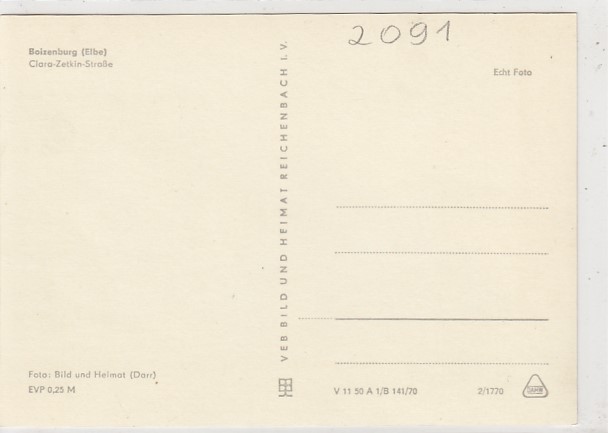 2091
Boizenburg (Elbe)
Clara-Zetkin-Straße
Echt Foto
VEB BILD UND HEIMAT REICHENBACH I. V.
Foto: Bild und Heimat (Darr)
EVP 0,25 M
V 11 50 A 1/B 141/70
2/1770